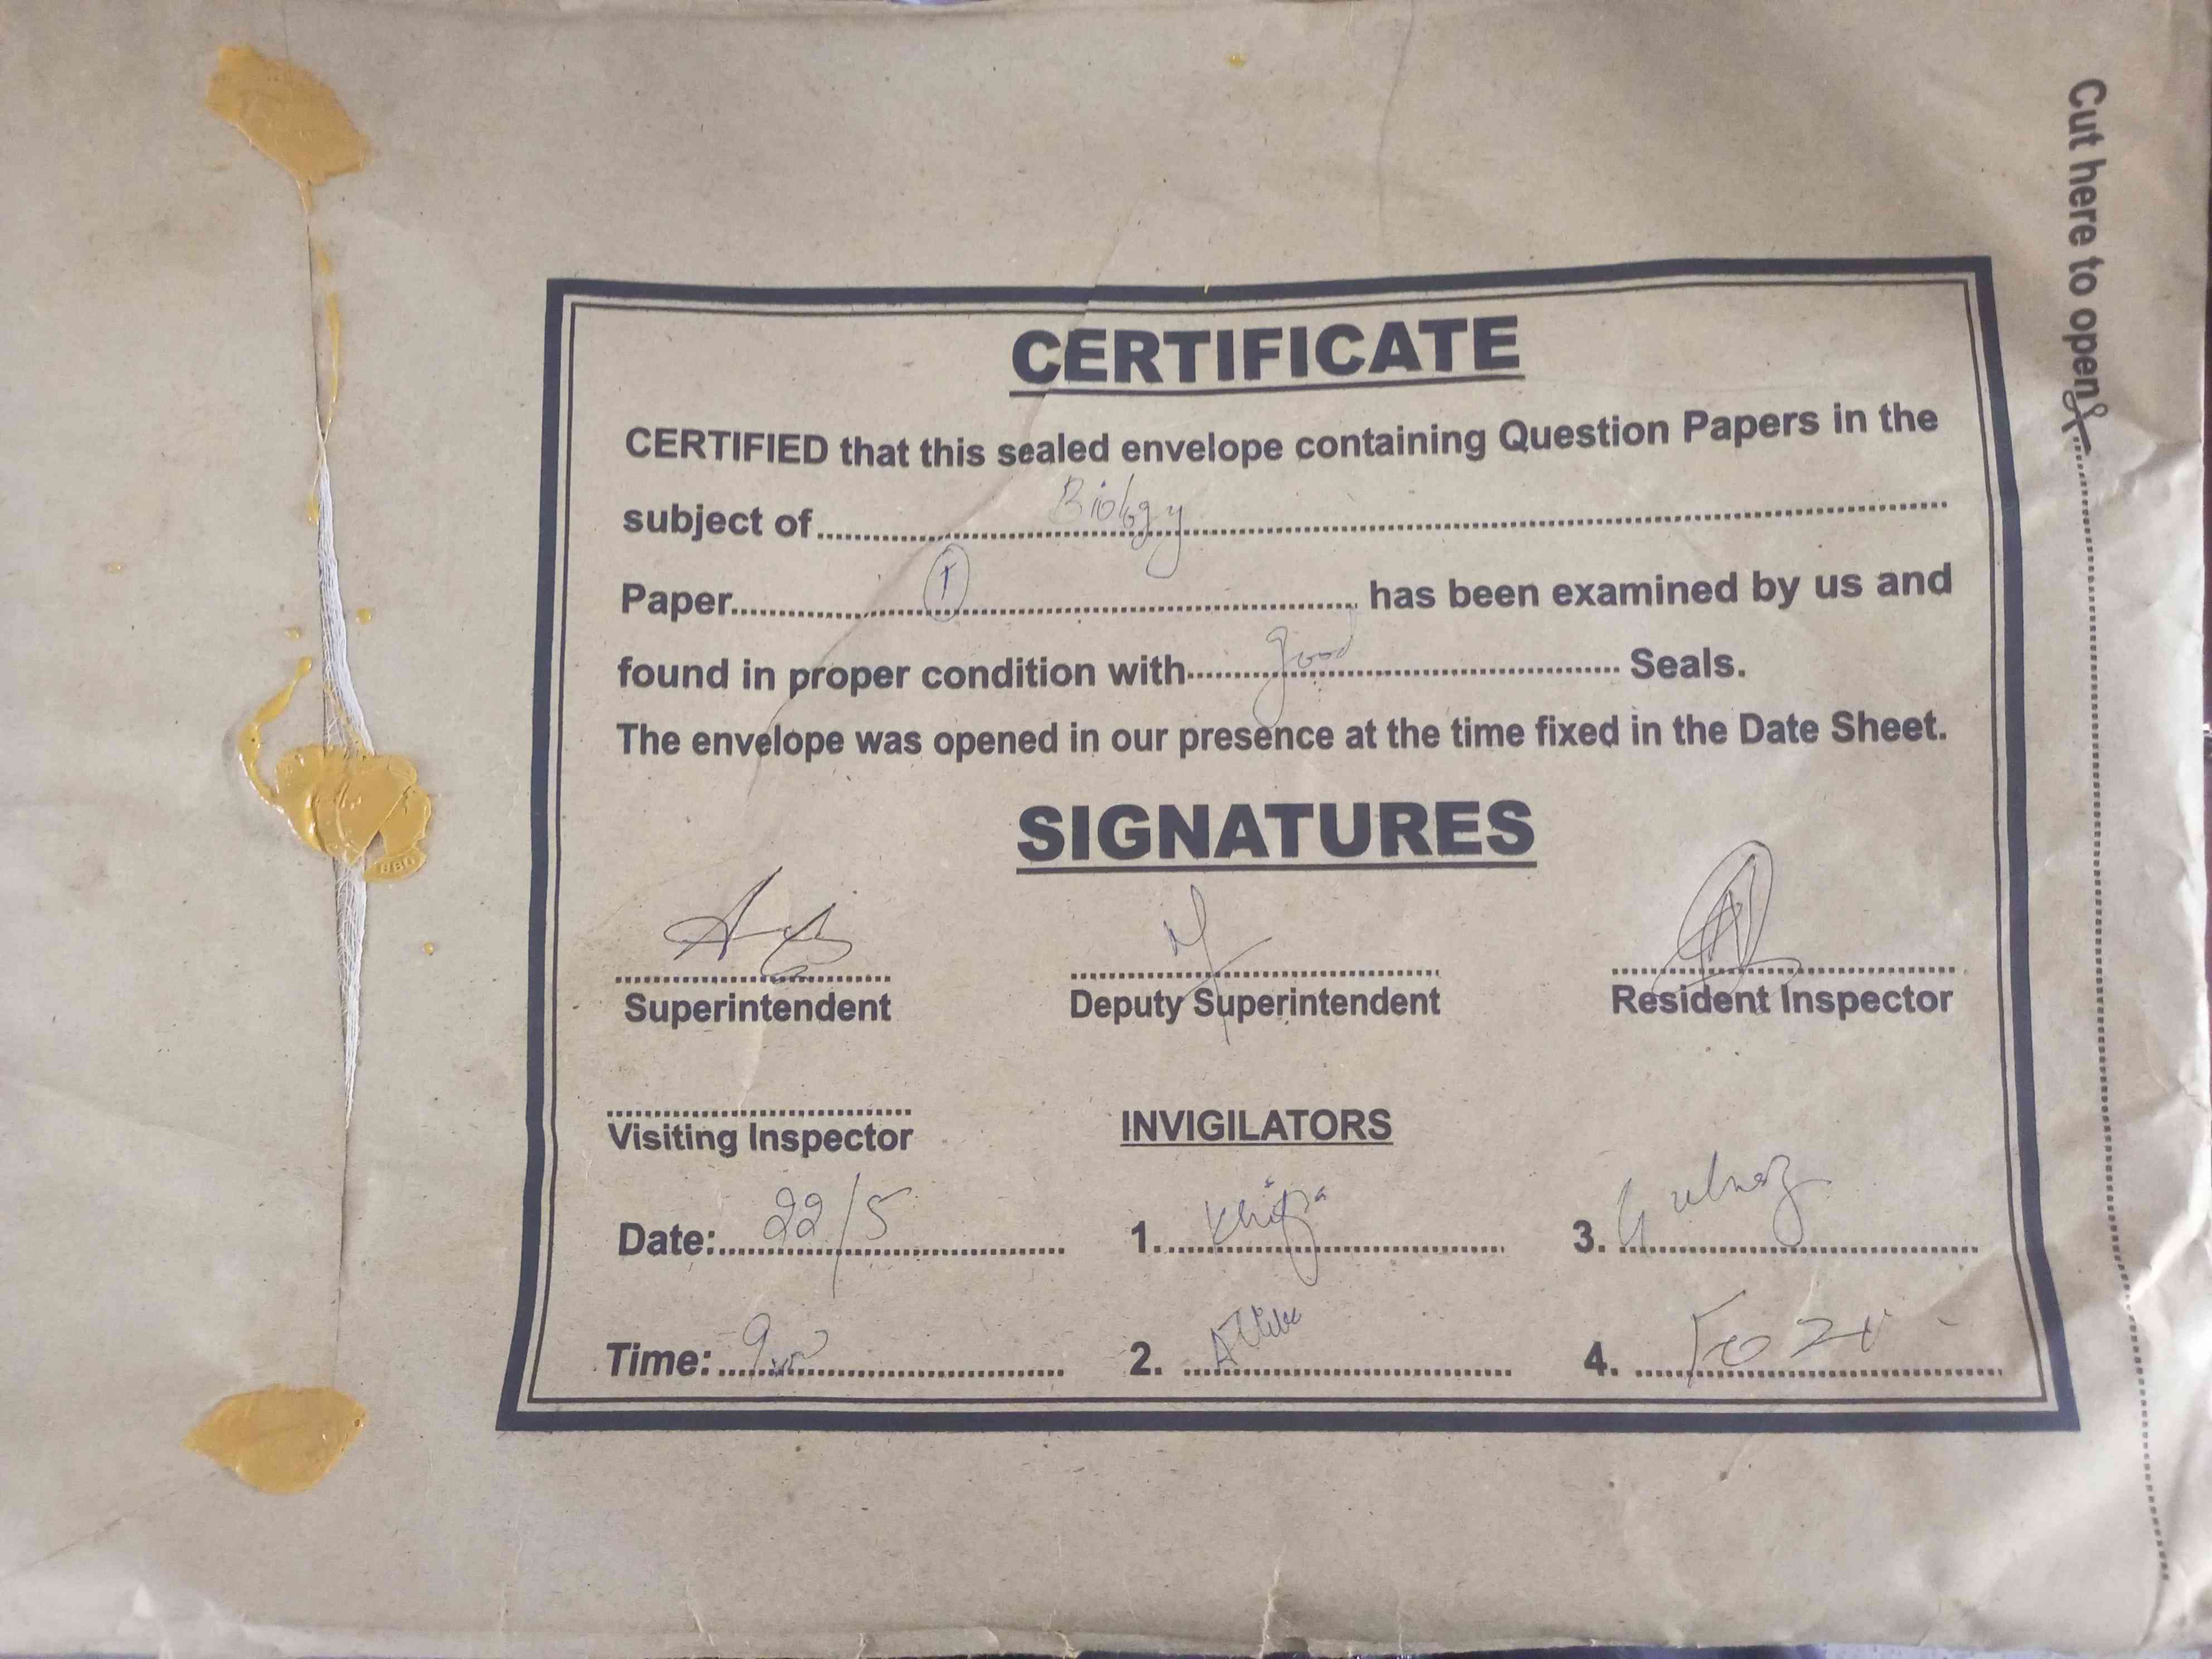 Cut here to open
CERTIFICATE
CERTIFIED that this sealed envelope containing Question Papers in the
subject of Biology
Paper I has been examined by us and
found in proper condition with good Seals.
The envelope was opened in our presence at the time fixed in the Date Sheet.
SIGNATURES
Superintendent Deputy Superintendent Resident Inspector
Visiting Inspector INVIGILATORS
Date: 22/5 1. 3. Gulnaz
Time: 2. 4.